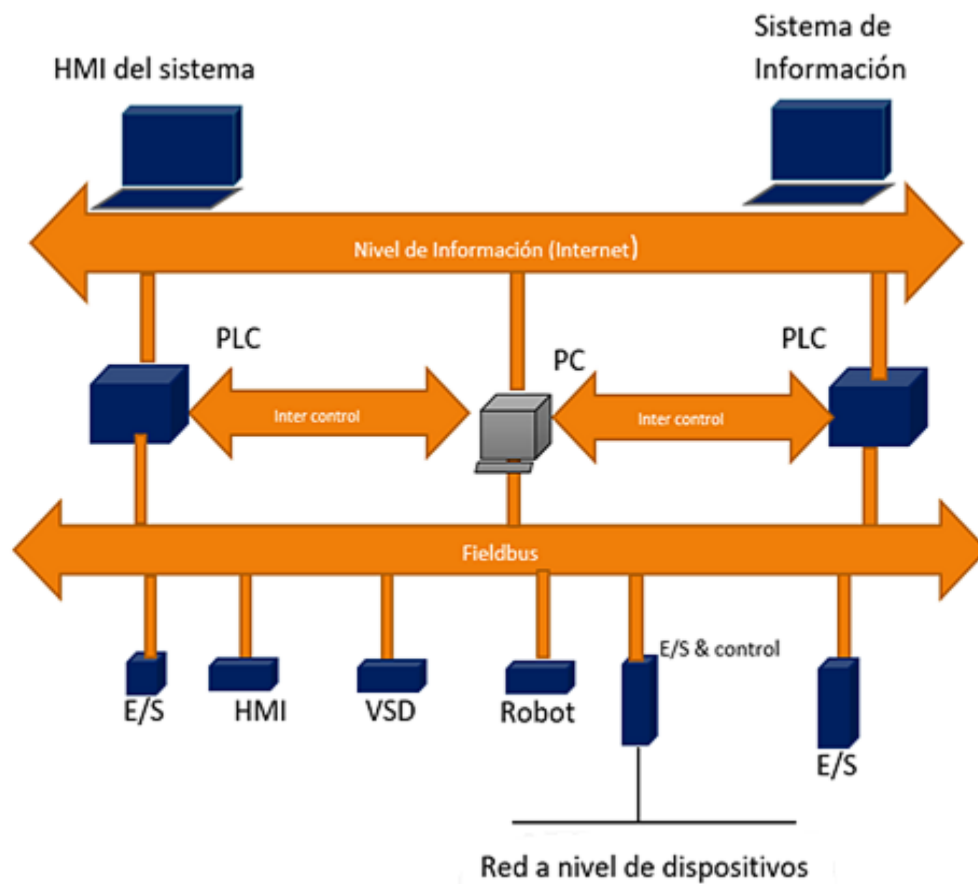 Sistema de
Información
HMI del sistema
Nivel de Información (Internet)
PLC
PC
PLC
Inter control
Inter control
Fieldbus
E/S & control
E/S
HMI
VSD
Robot
E/S
Red a nivel de dispositivos